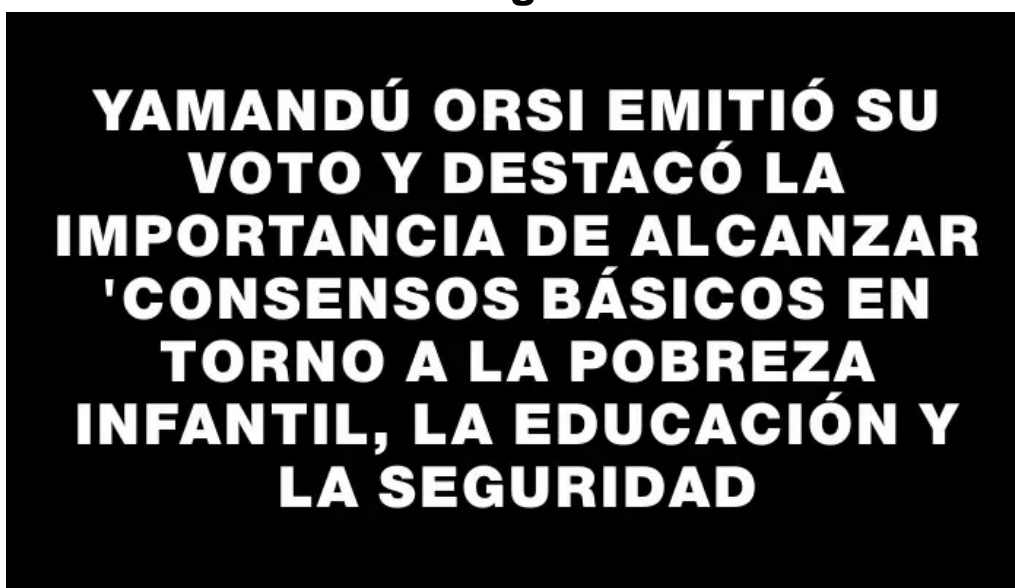 YAMANDÚ ORSI EMITIÓ SU
VOTO Y DESTACÓ LA
IMPORTANCIA DE ALCANZAR
'CONSENSOS BÁSICOS EN
TORNO A LA POBREZA
INFANTIL, LA EDUCACIÓN Y
LA SEGURIDAD